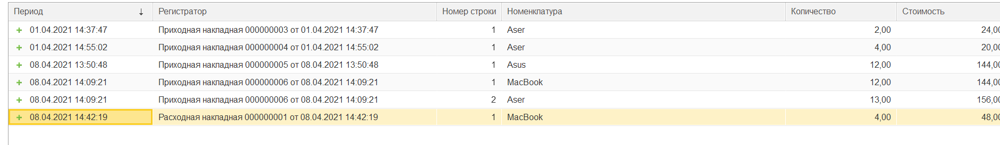 Период Регистратор Номер строки Номенклатура Количество Стоимость
01.04.2021 14:37:47 Приходная накладная 000000003 от 01.04.2021 14:37:47 1 Aser 2,00 24,00
01.04.2021 14:55:02 Приходная накладная 000000004 от 01.04.2021 14:55:02 1 Aser 4,00 20,00
08.04.2021 13:50:48 Приходная накладная 000000005 от 08.04.2021 13:50:48 1 Asus 12,00 144,00
08.04.2021 14:09:21 Приходная накладная 000000006 от 08.04.2021 14:09:21 1 MacBook 12,00 144,00
08.04.2021 14:09:21 Приходная накладная 000000006 от 08.04.2021 14:09:21 2 Aser 13,00 156,00
08.04.2021 14:42:19 Расходная накладная 000000001 от 08.04.2021 14:42:19 1 MacBook 4,00 48,00